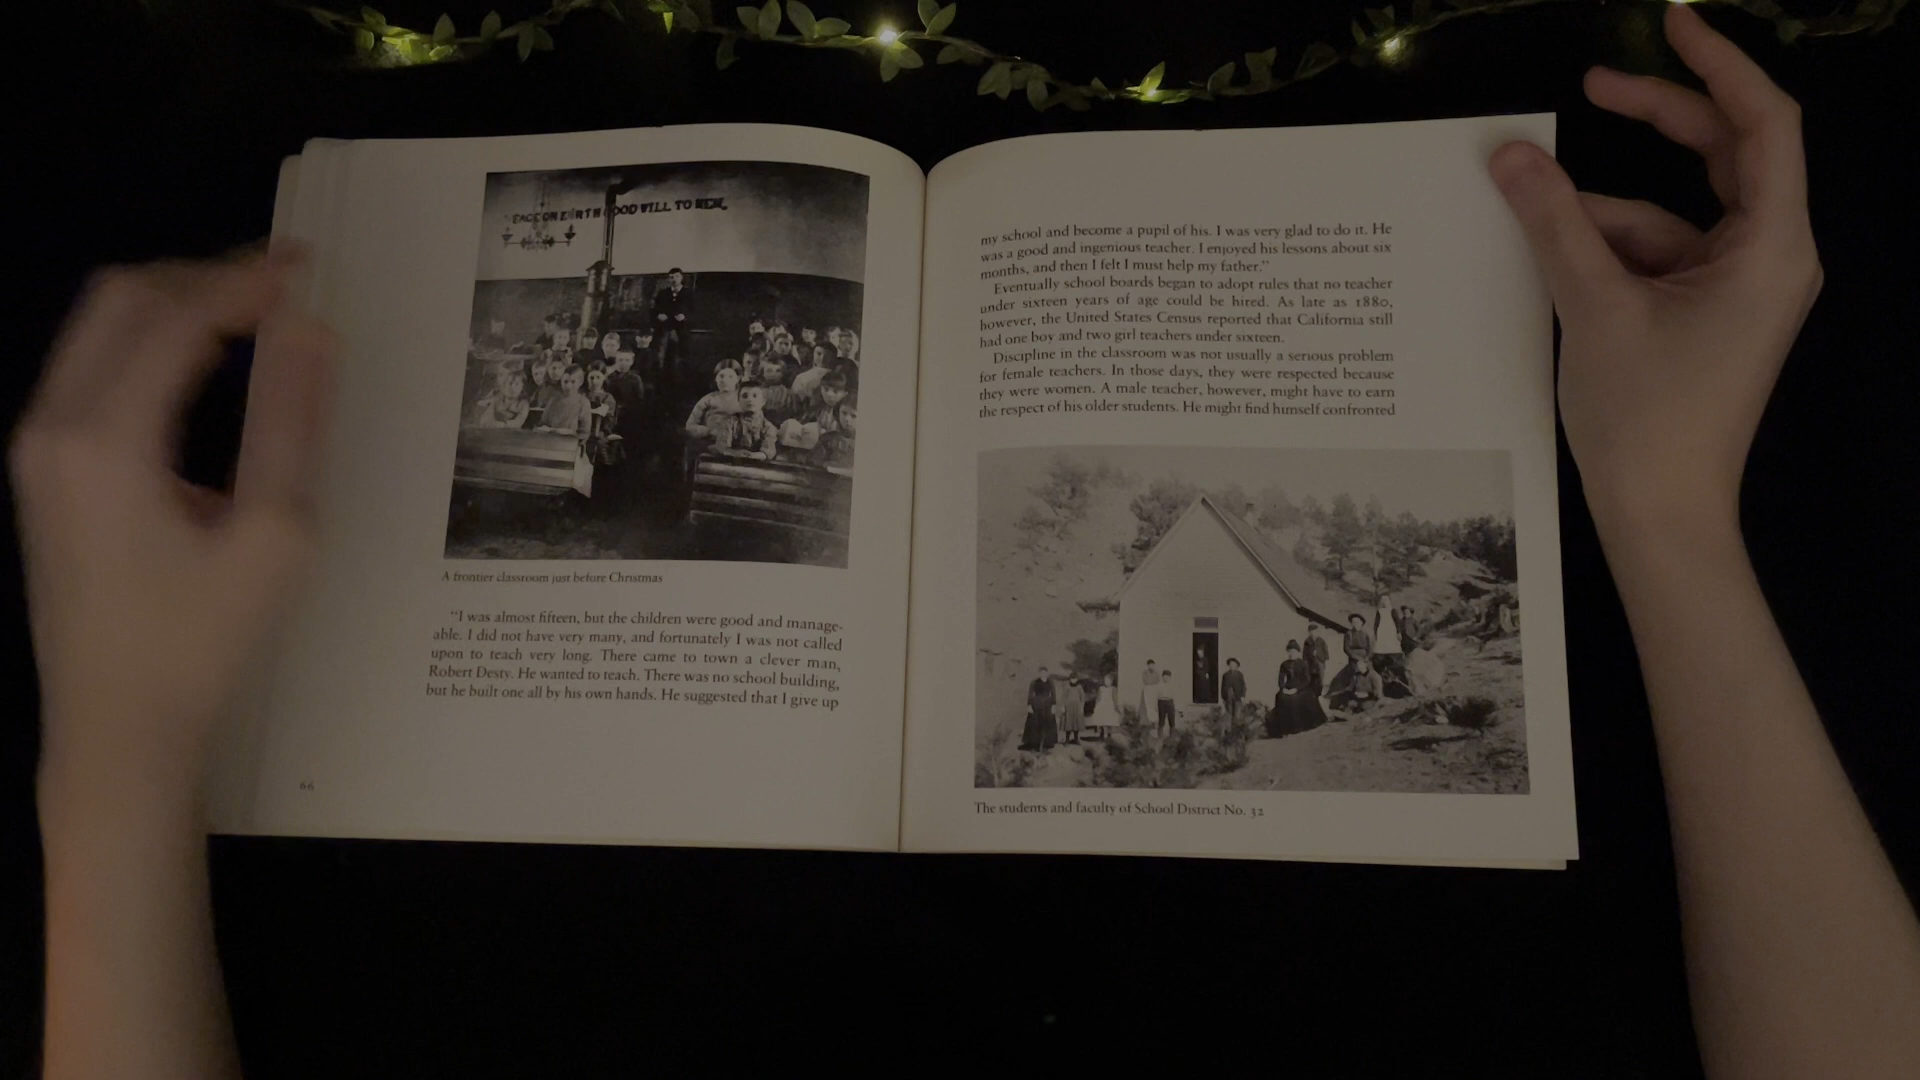 PEACE ON EARTH GOOD WILL TO MEN.
A frontier classroom just before Christmas
"I was almost fifteen, but the children were good and manage-
able. I did not have very many, and fortunately I was not called
upon to teach very long. There came to town a clever man,
Robert Desty. He wanted to teach. There was no school building,
but he built one all by his own hands. He suggested that I give up
66
my school and become a pupil of his. I was very glad to do it. He
was a good and ingenious teacher. I enjoyed his lessons about six
months, and then I felt I must help my father."
Eventually school boards began to adopt rules that no teacher
under sixteen years of age could be hired. As late as 1880,
however, the United States Census reported that California still
had one boy and two girl teachers under sixteen.
Discipline in the classroom was not usually a serious problem
for female teachers. In those days, they were respected because
they were women. A male teacher, however, might have to earn
the respect of his older students. He might find himself confronted
The students and faculty of School District No. 32